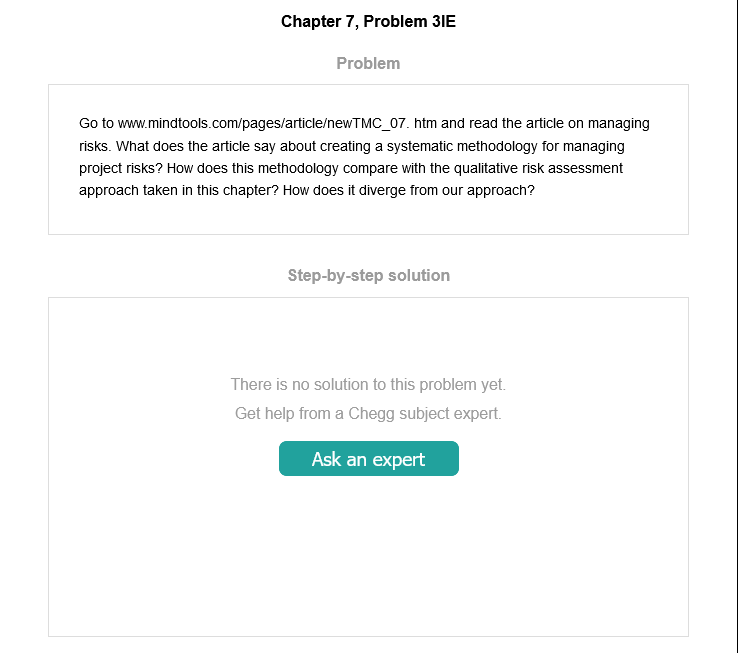 Chapter 7, Problem 3IE
Problem
Go to www.mindtools.com/pages/article/newTMC_07. htm and read the article on managing
risks. What does the article say about creating a systematic methodology for managing
project risks? How does this methodology compare with the qualitative risk assessment
approach taken in this chapter? How does it diverge from our approach?
Step-by-step solution
There is no solution to this problem yet.
Get help from a Chegg subject expert.
Ask an expert